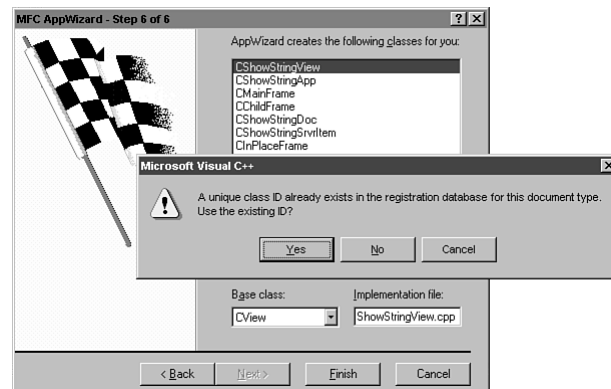 MFC AppWizard - Step 6 of 6
AppWizard creates the following classes for you:
CShowStringView
CShowStringApp
CMainFrame
CChildFrame
CShowStringDoc
CShowStringSrvrItem
CInPlaceFrame
Microsoft Visual C++
A unique class ID already exists in the registration database for this document type.
Use the existing ID?
Yes No Cancel
Base class: Implementation file:
CView ShowStringView.cpp
< Back Next > Finish Cancel